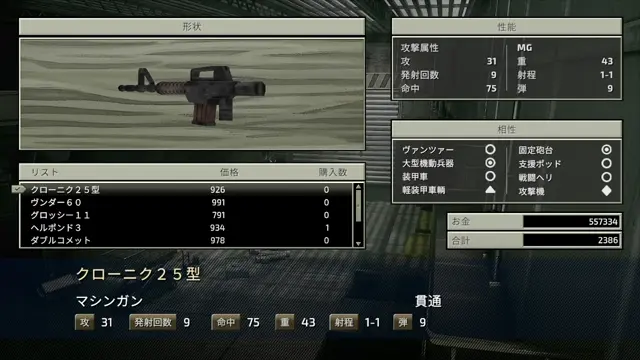 形状
リスト 価格 購入数
クローニク２５型 926 0
ヴンダー６０ 991 0
グロッシー１１ 791 0
ヘルボンド３ 934 1
ダブルコメット 978 0
性能
攻撃属性 MG
攻 31 重 43
発射回数 9 射程 1-1
命中 75 弾 9
相性
ヴァンツァー 固定砲台
大型機動兵器 支援ポッド
装甲車 戦闘ヘリ
軽装甲車輌 攻撃機
お金 557334
合計 2386
クローニク２５型
マシンガン 貫通
攻 31 発射回数 9 命中 75 重 43 射程 1-1 弾 9